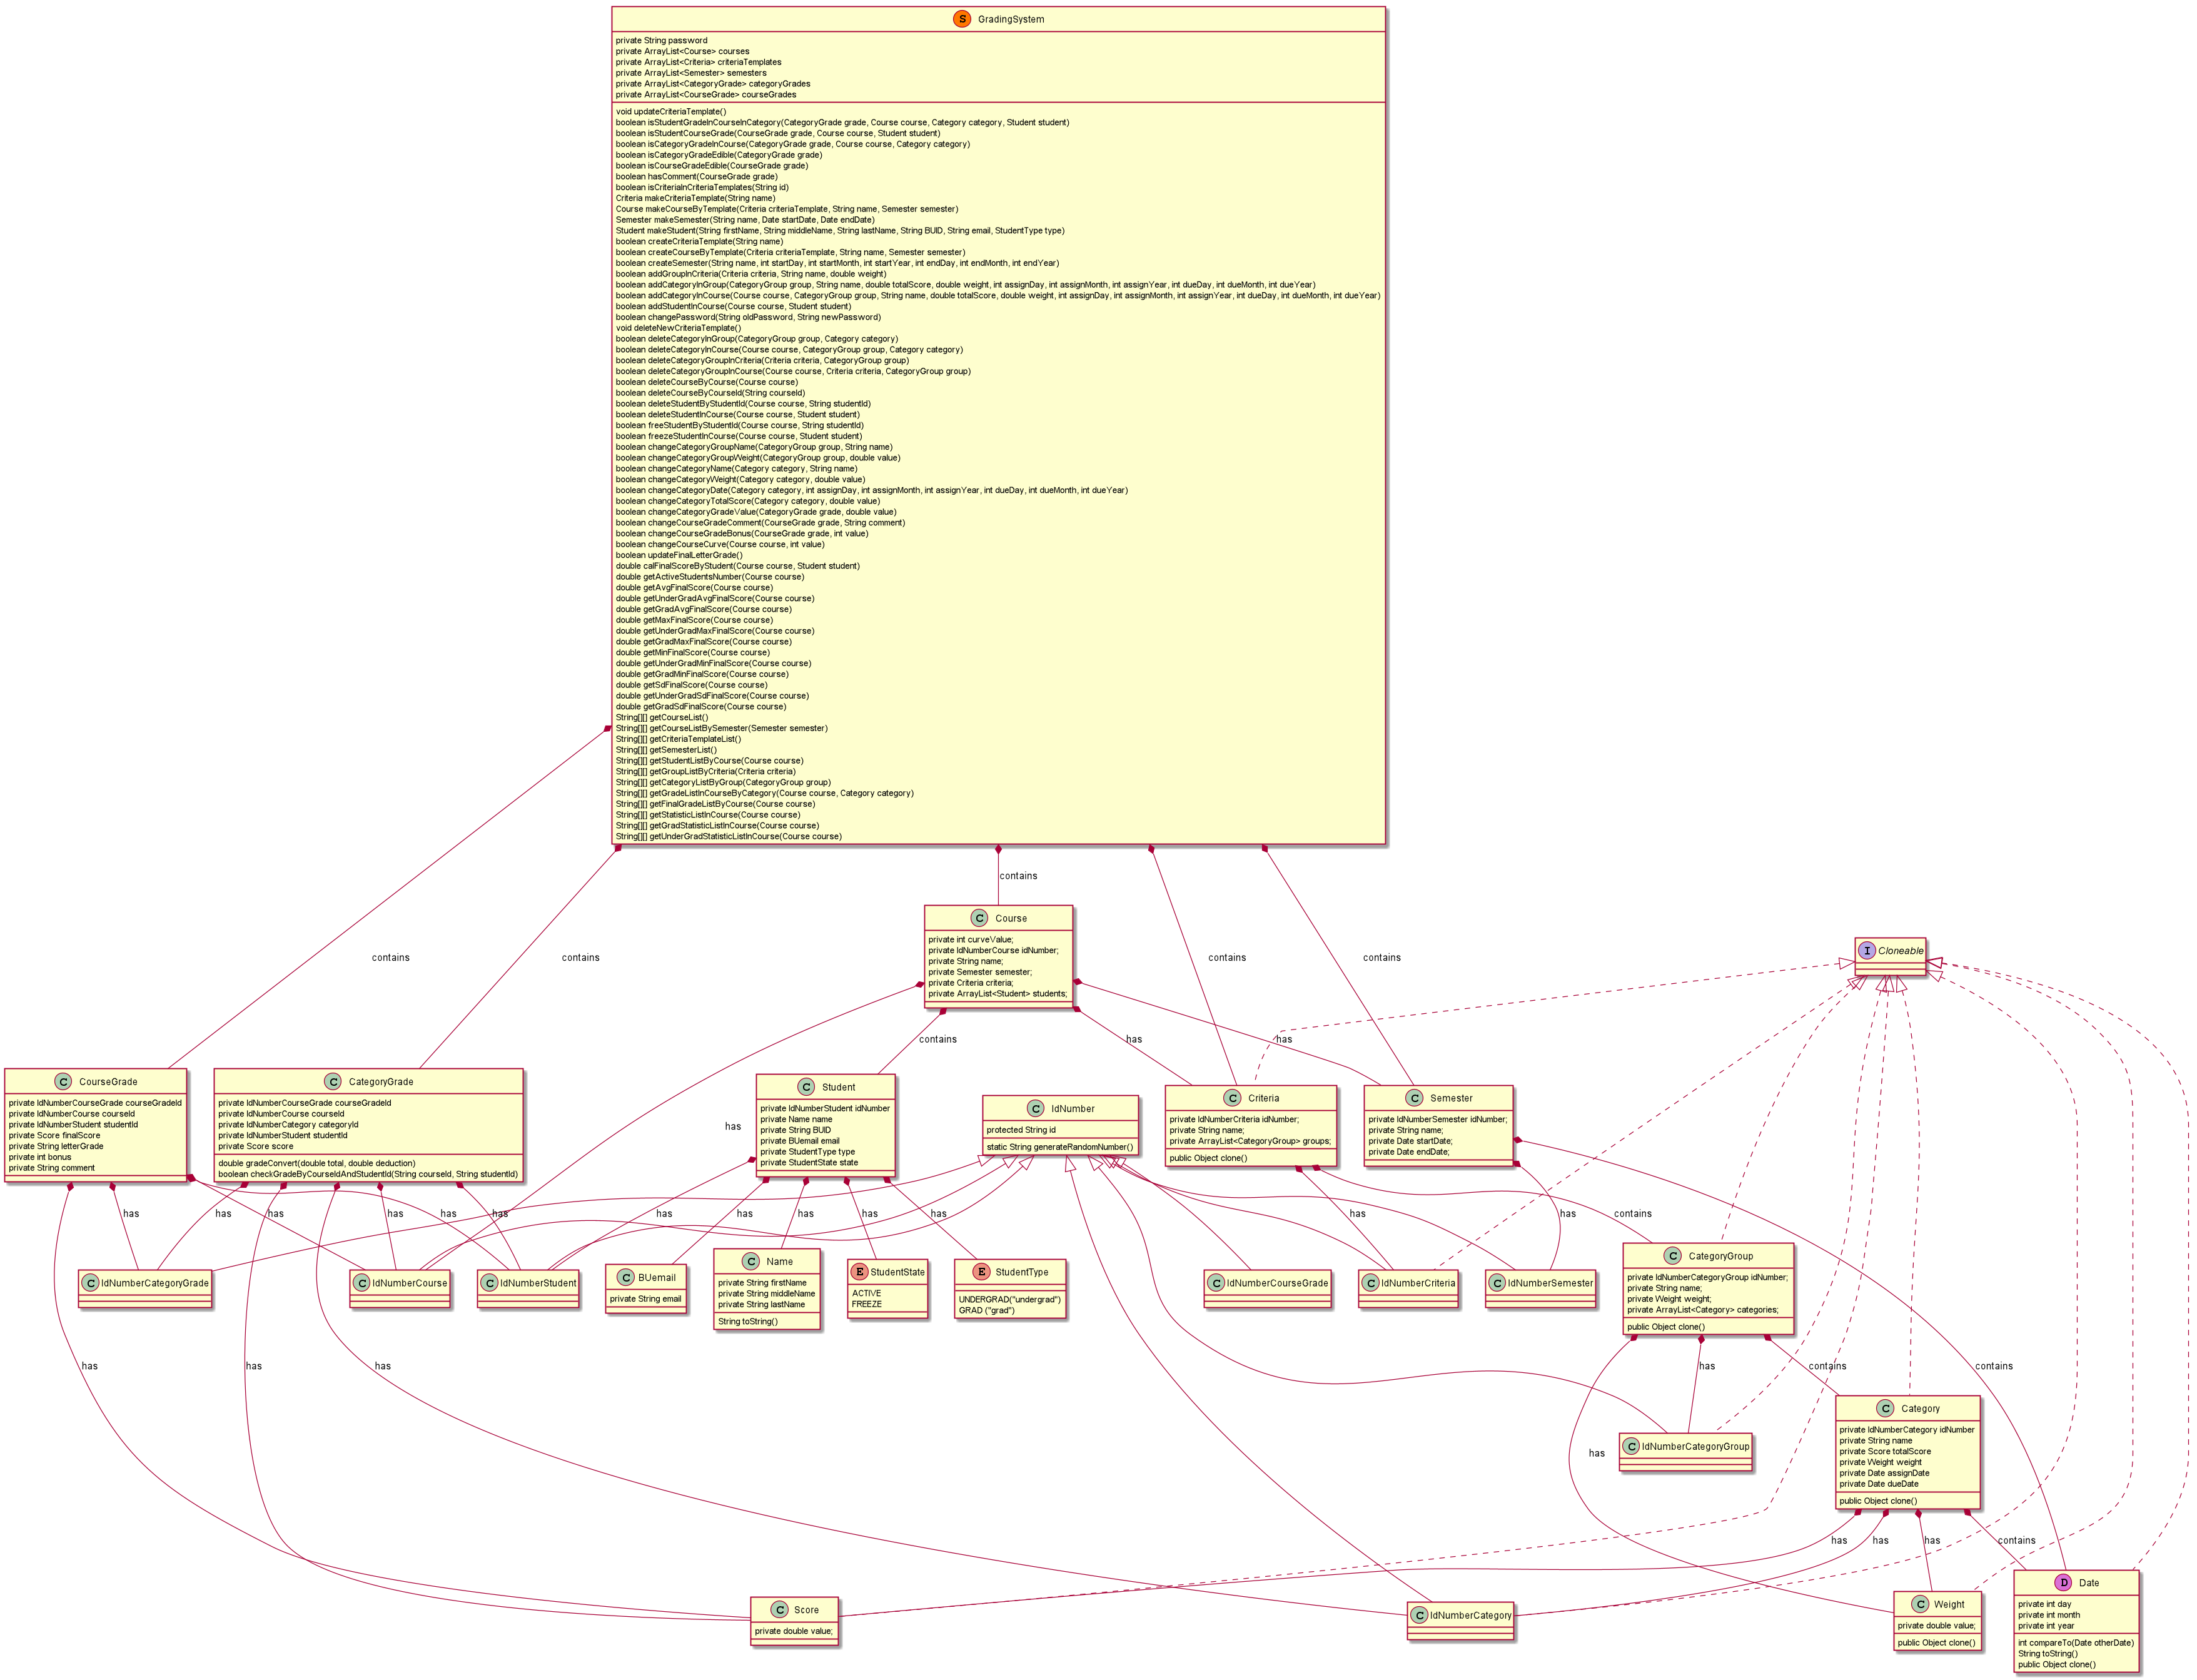 S GradingSystem
private String password
private ArrayList<Course> courses
private ArrayList<Criteria> criteriaTemplates
private ArrayList<Semester> semesters
private ArrayList<CategoryGrade> categoryGrades
private ArrayList<CourseGrade> courseGrades
void updateCriteriaTemplate()
boolean isStudentGradeInCourseInCategory(CategoryGrade grade, Course course, Category category, Student student)
boolean isStudentCourseGrade(CourseGrade grade, Course course, Student student)
boolean isCategoryGradeInCourse(CategoryGrade grade, Course course, Category category)
boolean isCategoryGradeEdible(CategoryGrade grade)
boolean isCourseGradeEdible(CourseGrade grade)
boolean hasComment(CourseGrade grade)
boolean isCriteriaInCriteriaTemplates(String id)
Criteria makeCriteriaTemplate(String name)
Course makeCourseByTemplate(Criteria criteriaTemplate, String name, Semester semester)
Semester makeSemester(String name, Date startDate, Date endDate)
Student makeStudent(String firstName, String middleName, String lastName, String BUID, String email, StudentType type)
boolean createCriteriaTemplate(String name)
boolean createCourseByTemplate(Criteria criteriaTemplate, String name, Semester semester)
boolean createSemester(String name, int startDay, int startMonth, int startYear, int endDay, int endMonth, int endYear)
boolean addGroupInCriteria(Criteria criteria, String name, double weight)
boolean addCategoryInGroup(CategoryGroup group, String name, double totalScore, double weight, int assignDay, int assignMonth, int assignYear, int dueDay, int dueMonth, int dueYear)
boolean addCategoryInCourse(Course course, CategoryGroup group, String name, double totalScore, double weight, int assignDay, int assignMonth, int assignYear, int dueDay, int dueMonth, int dueYear)
boolean addStudentInCourse(Course course, Student student)
boolean changePassword(String oldPassword, String newPassword)
void deleteNewCriteriaTemplate()
boolean deleteCategoryInGroup(CategoryGroup group, Category category)
boolean deleteCategoryInCourse(Course course, CategoryGroup group, Category category)
boolean deleteCategoryGroupInCriteria(Criteria criteria, CategoryGroup group)
boolean deleteCategoryGroupInCourse(Course course, Criteria criteria, CategoryGroup group)
boolean deleteCourseByCourse(Course course)
boolean deleteCourseByCourseId(String courseId)
boolean deleteStudentByStudentId(Course course, String studentId)
boolean deleteStudentInCourse(Course course, Student student)
boolean freeStudentByStudentId(Course course, String studentId)
boolean freezeStudentInCourse(Course course, Student student)
boolean changeCategoryGroupName(CategoryGroup group, String name)
boolean changeCategoryGroupWeight(CategoryGroup group, double value)
boolean changeCategoryName(Category category, String name)
boolean changeCategoryWeight(Category category, double value)
boolean changeCategoryDate(Category category, int assignDay, int assignMonth, int assignYear, int dueDay, int dueMonth, int dueYear)
boolean changeCategoryTotalScore(Category category, double value)
boolean changeCategoryGradeValue(CategoryGrade grade, double value)
boolean changeCourseGradeComment(CourseGrade grade, String comment)
boolean changeCourseGradeBonus(CourseGrade grade, int value)
boolean changeCourseCurve(Course course, int value)
boolean updateFinalLetterGrade()
double calFinalScoreByStudent(Course course, Student student)
double getActiveStudentsNumber(Course course)
double getAvgFinalScore(Course course)
double getUnderGradAvgFinalScore(Course course)
double getGradAvgFinalScore(Course course)
double getMaxFinalScore(Course course)
double getUnderGradMaxFinalScore(Course course)
double getGradMaxFinalScore(Course course)
double getMinFinalScore(Course course)
double getUnderGradMinFinalScore(Course course)
double getGradMinFinalScore(Course course)
double getSdFinalScore(Course course)
double getUnderGradSdFinalScore(Course course)
double getGradSdFinalScore(Course course)
String[][] getCourseList()
String[][] getCourseListBySemester(Semester semester)
String[][] getCriteriaTemplateList()
String[][] getSemesterList()
String[][] getStudentListByCourse(Course course)
String[][] getGroupListByCriteria(Criteria criteria)
String[][] getCategoryListByGroup(CategoryGroup group)
String[][] getGradeListInCourseByCategory(Course course, Category category)
String[][] getFinalGradeListByCourse(Course course)
String[][] getStatisticListInCourse(Course course)
String[][] getGradStatisticListInCourse(Course course)
String[][] getUnderGradStatisticListInCourse(Course course)
contains
C Course
private int curveValue;
private IdNumberCourse idNumber;
private String name;
private Semester semester;
private Criteria criteria;
private ArrayList<Student> students;
contains
contains
contains
contains
I Cloneable
contains
has
has
has
C CourseGrade
private IdNumberCourseGrade courseGradeId
private IdNumberCourse courseId
private IdNumberStudent studentId
private Score finalScore
private String letterGrade
private int bonus
private String comment
C CategoryGrade
private IdNumberCourseGrade courseGradeId
private IdNumberCourse courseId
private IdNumberCategory categoryId
private IdNumberStudent studentId
private Score score
double gradeConvert(double total, double deduction)
boolean checkGradeByCourseIdAndStudentId(String courseId, String studentId)
C Student
private IdNumberStudent idNumber
private Name name
private String BUID
private BUemail email
private StudentType type
private StudentState state
C IdNumber
protected String id
static String generateRandomNumber()
C Criteria
private IdNumberCriteria idNumber;
private String name;
private ArrayList<CategoryGroup> groups;
public Object clone()
C Semester
private IdNumberSemester idNumber;
private String name;
private Date startDate;
private Date endDate;
has
has
has
has
has
has
has
has
has
has
has
has
contains
C IdNumberCategoryGrade
C IdNumberCourse
C IdNumberStudent
C BUemail
private String email
C Name
private String firstName
private String middleName
private String lastName
String toString()
E StudentState
ACTIVE
FREEZE
E StudentType
UNDERGRAD("undergrad")
GRAD ("grad")
C IdNumberCourseGrade
C IdNumberCriteria
C IdNumberSemester
C CategoryGroup
private IdNumberCategoryGroup idNumber;
private String name;
private Weight weight;
private ArrayList<Category> categories;
public Object clone()
has
has
has
has
contains
contains
has
C IdNumberCategoryGroup
C Category
private IdNumberCategory idNumber
private String name
private Score totalScore
private Weight weight
private Date assignDate
private Date dueDate
public Object clone()
has
has
has
contains
C Score
private double value;
C IdNumberCategory
C Weight
private double value;
public Object clone()
D Date
private int day
private int month
private int year
int compareTo(Date otherDate)
String toString()
public Object clone()